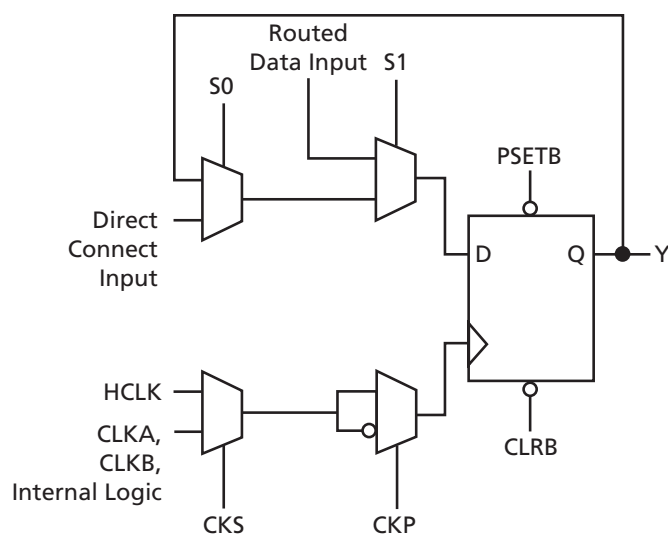 Routed
Data Input
S1
S0
PSETB
Direct
Connect
Input
D
Q
Y
HCLK
CLKA,
CLKB,
Internal Logic
CLRB
CKS
CKP